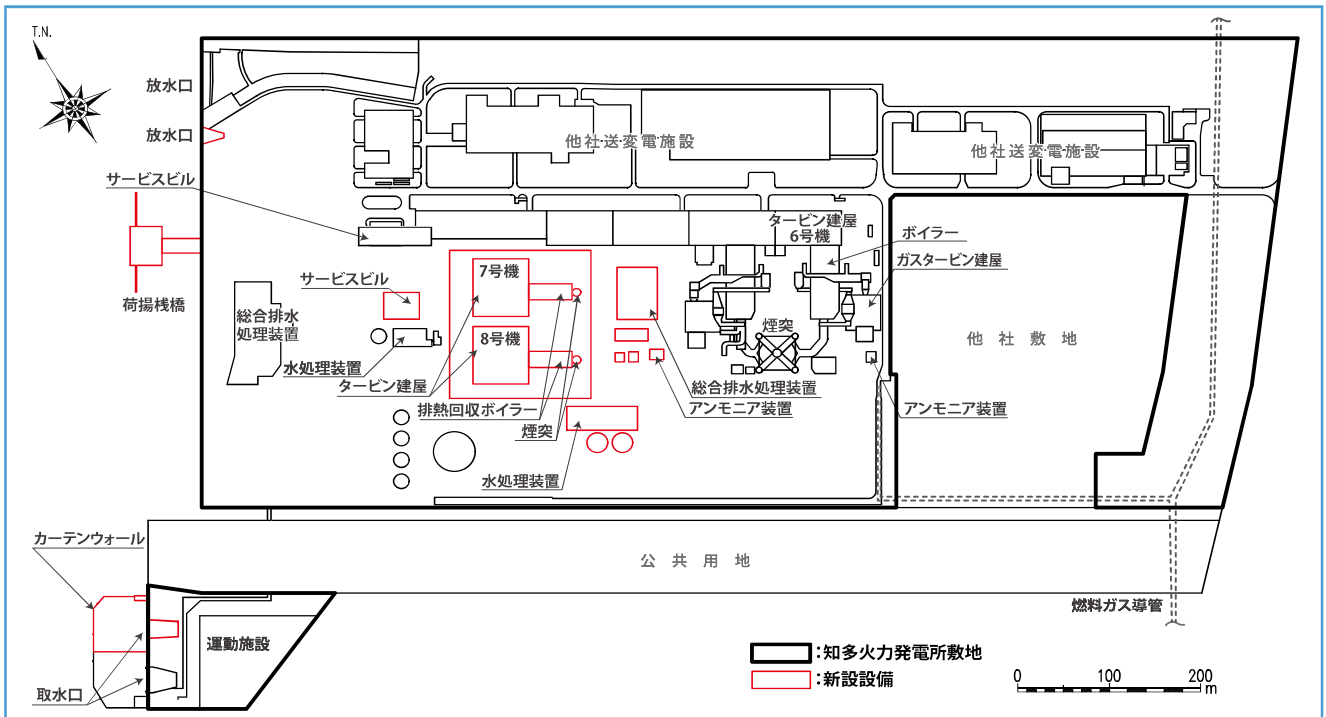 T.N.
放水口
放水口
他社送変電施設
他社送変電施設
サービスビル
タービン建屋
6号機
ボイラー
ガスタービン建屋
7号機
サービスビル
荷揚桟橋
総合排水
処理装置
煙突
8号機
他社敷地
水処理装置
タービン建屋
総合排水処理装置
排熱回収ボイラー
アンモニア装置
アンモニア装置
煙突
水処理装置
カーテンウォール
公共用地
燃料ガス導管
運動施設
取水口
:知多火力発電所敷地
:新設設備
0 100 200
m